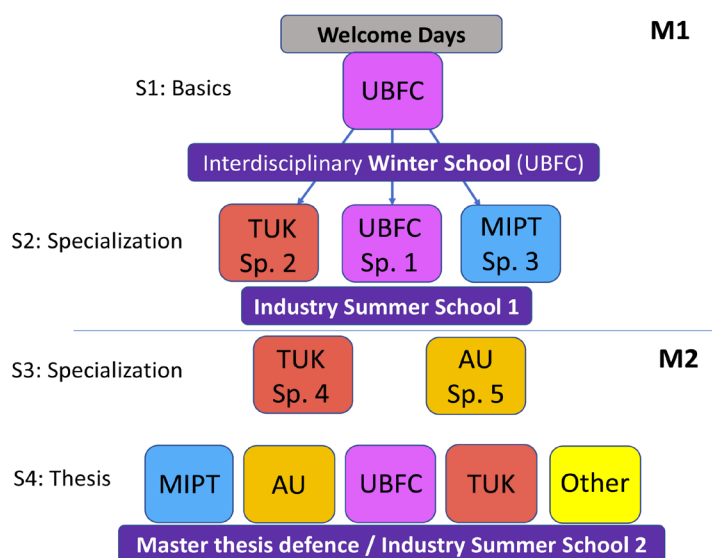 Welcome Days
M1
S1: Basics
UBFC
Interdisciplinary Winter School (UBFC)
S2: Specialization
TUK
Sp. 2
UBFC
Sp. 1
MIPT
Sp. 3
Industry Summer School 1
M2
S3: Specialization
TUK
Sp. 4
AU
Sp. 5
S4: Thesis
MIPT
AU
UBFC
TUK
Other
Master thesis defence / Industry Summer School 2